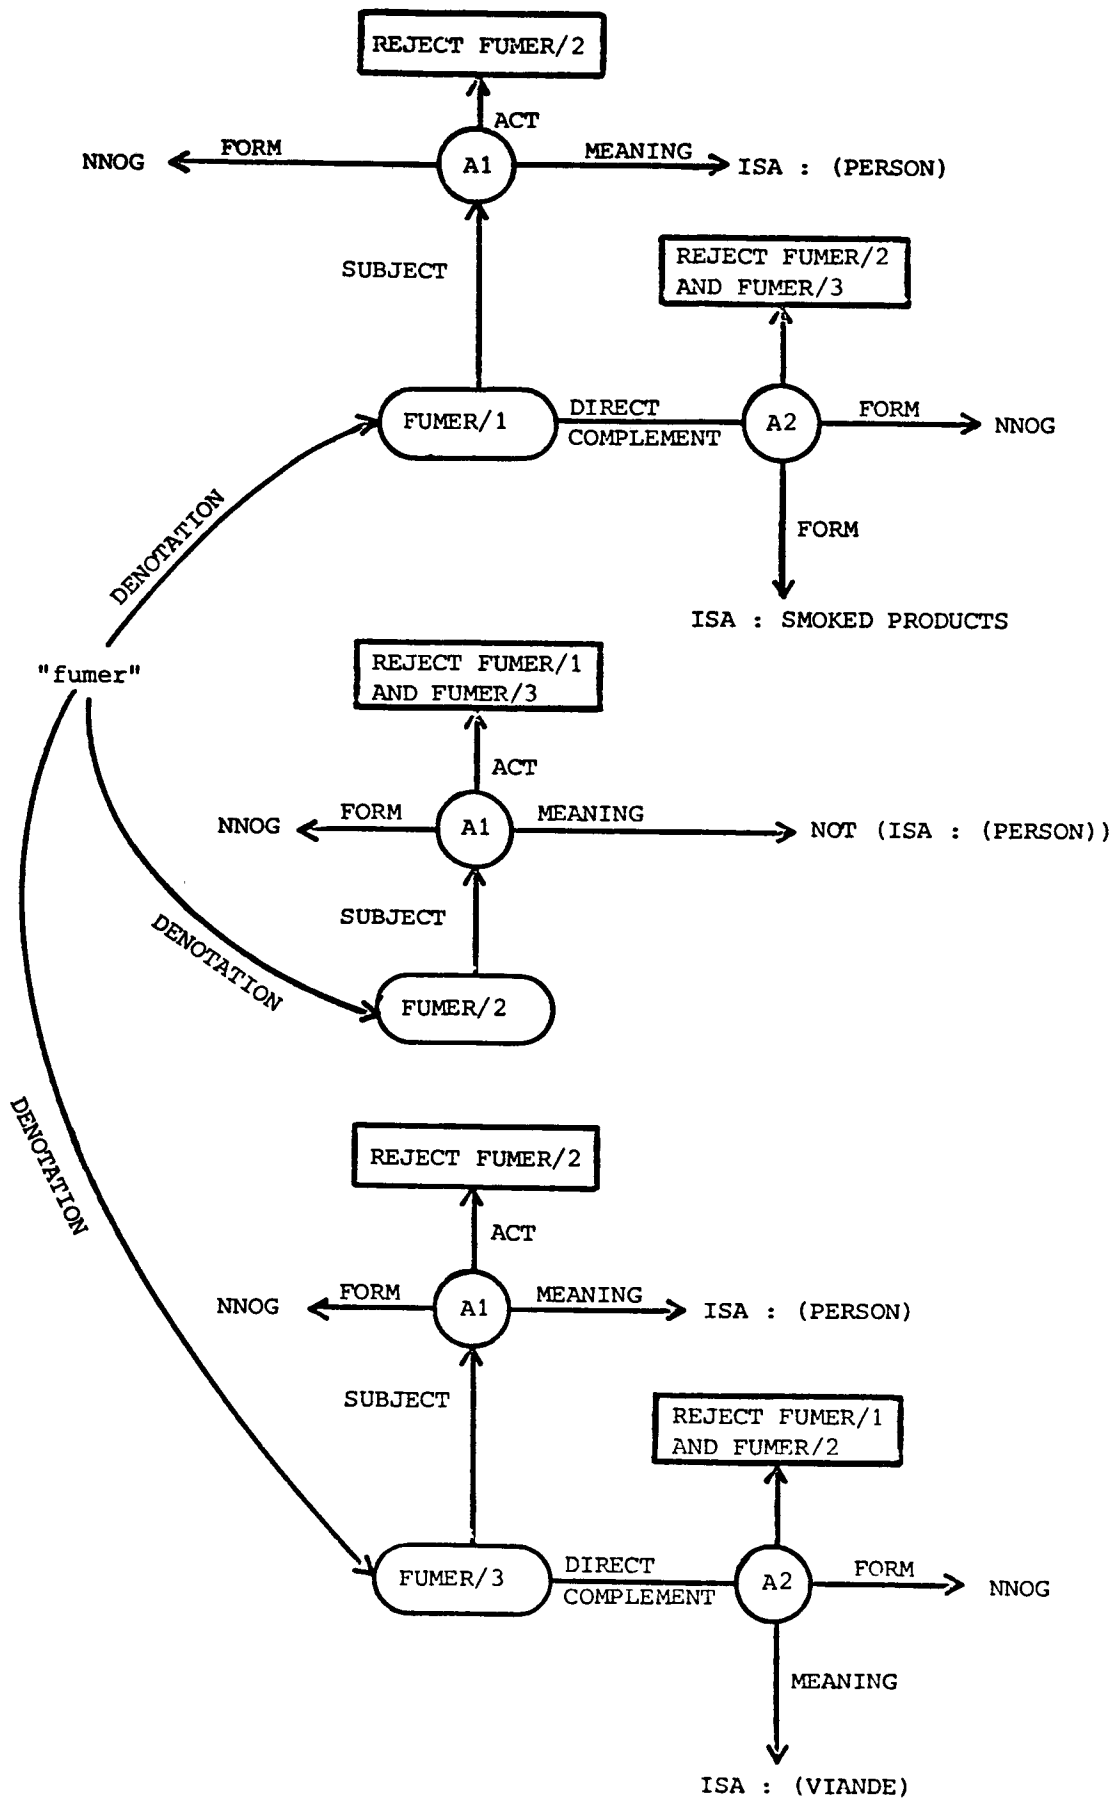 REJECT FUMER/2
ACT
NNOG
FORM
A1
MEANING
ISA : (PERSON)
SUBJECT
REJECT FUMER/2
AND FUMER/3
FUMER/1
DIRECT
COMPLEMENT
A2
FORM
NNOG
FORM
ISA : SMOKED PRODUCTS
DENOTATION
"fumer"
REJECT FUMER/1
AND FUMER/3
ACT
NNOG
FORM
A1
MEANING
NOT (ISA : (PERSON))
SUBJECT
DENOTATION
FUMER/2
DENOTATION
REJECT FUMER/2
ACT
NNOG
FORM
A1
MEANING
ISA : (PERSON)
SUBJECT
REJECT FUMER/1
AND FUMER/2
FUMER/3
DIRECT
COMPLEMENT
A2
FORM
NNOG
MEANING
ISA : (VIANDE)